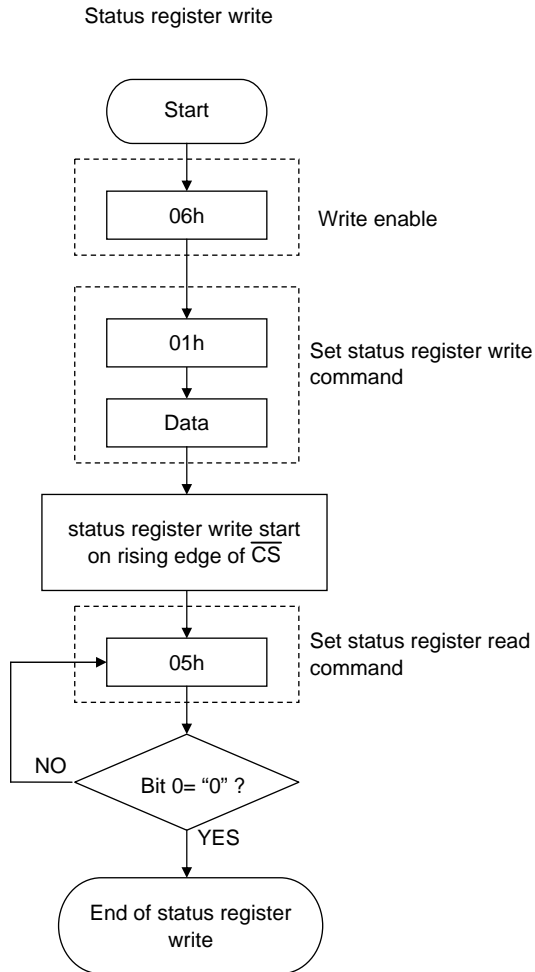 Status register write
Start
06h
Write enable
01h
Set status register write
command
Data
status register write start
on rising edge of C̅S̅
05h
Set status register read
command
NO
Bit 0= “0” ?
YES
End of status register
write